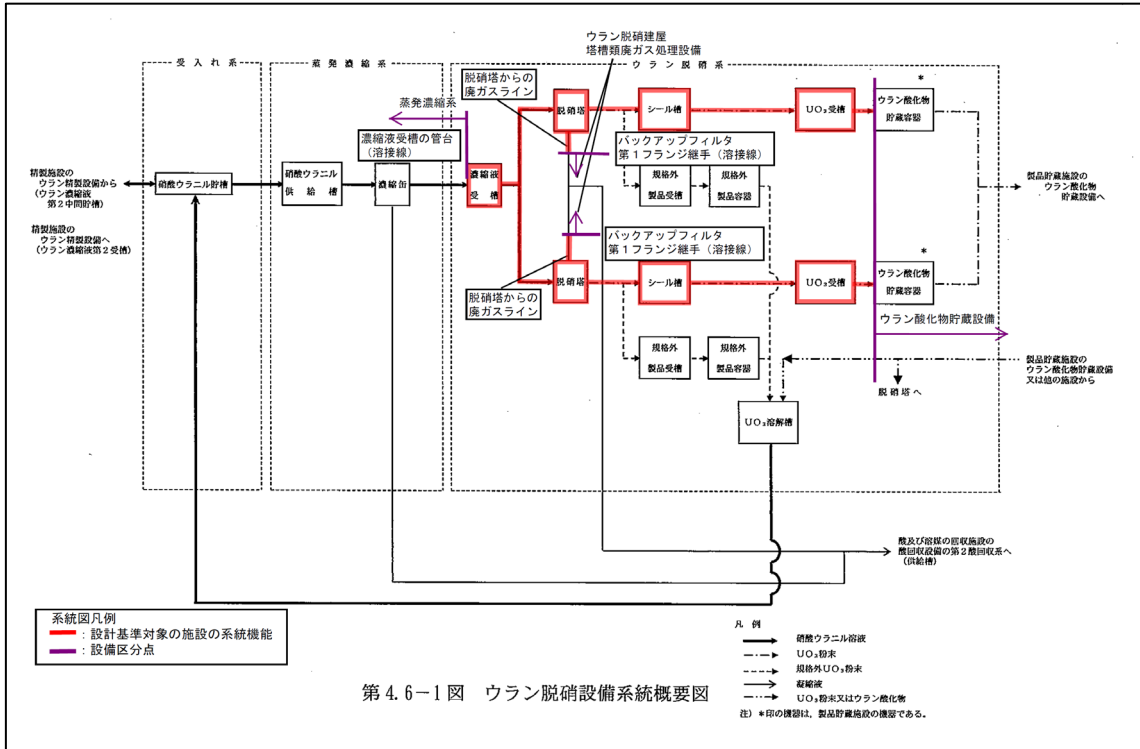 ウラン脱硝建屋
塔槽類廃ガス処理設備
受入れ系
蒸発濃縮系
ウラン脱硝系
脱硝塔からの
廃ガスライン
蒸発濃縮系
濃縮液受槽の管台
(溶接線)
脱硝塔
シール槽
UO₃受槽
*
ウラン酸化物
貯蔵容器
バックアップフィルタ
第1フランジ継手(溶接線)
精製施設の
ウラン精製設備から
(ウラン濃縮液
第2中間貯槽)
硝酸ウラニル貯槽
硝酸ウラニル
供給槽
濃縮缶
濃縮液
受槽
規格外
製品受槽
規格外
製品容器
製品貯蔵施設の
ウラン酸化物
貯蔵設備へ
精製施設の
ウラン精製設備へ
(ウラン濃縮液第2受槽)
バックアップフィルタ
第1フランジ継手(溶接線)
*
脱硝塔
シール槽
UO₃受槽
ウラン酸化物
貯蔵容器
脱硝塔からの
廃ガスライン
ウラン酸化物貯蔵設備
規格外
製品受槽
規格外
製品容器
製品貯蔵施設の
ウラン酸化物貯蔵設備
又は他の施設から
脱硝塔へ
UO₃溶解槽
酸及び溶媒の回収施設の
酸回収設備の第2酸回収系へ
(供給槽)
系統図凡例
:設計基準対象の施設の系統機能
:設備区分点
凡例
硝酸ウラニル溶液
UO₃粉末
規格外UO₃粉末
凝縮液
UO₃粉末又はウラン酸化物
注) *印の機器は,製品貯蔵施設の機器である。
第4.6-1図 ウラン脱硝設備系統概要図